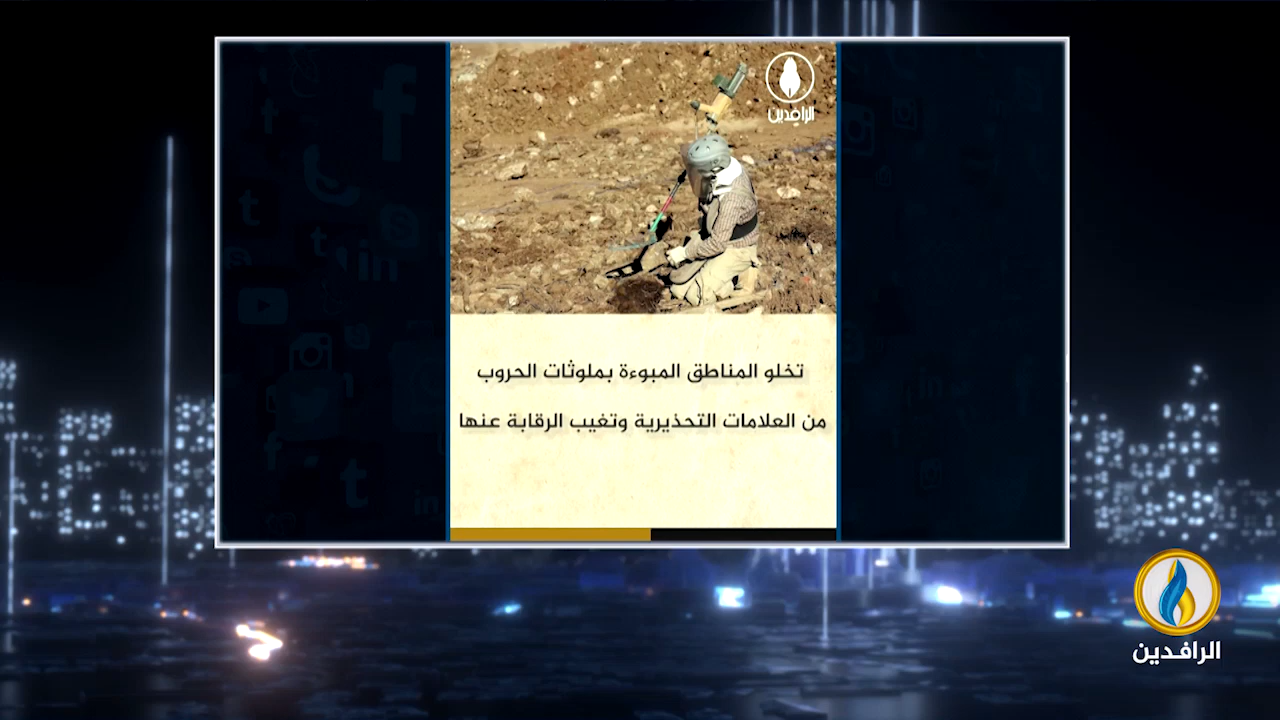 الرافدين
تخلو المناطق المبوءة بملوثات الحروب
من العلامات التحذيرية وتغيب الرقابة عنها
الرافدين